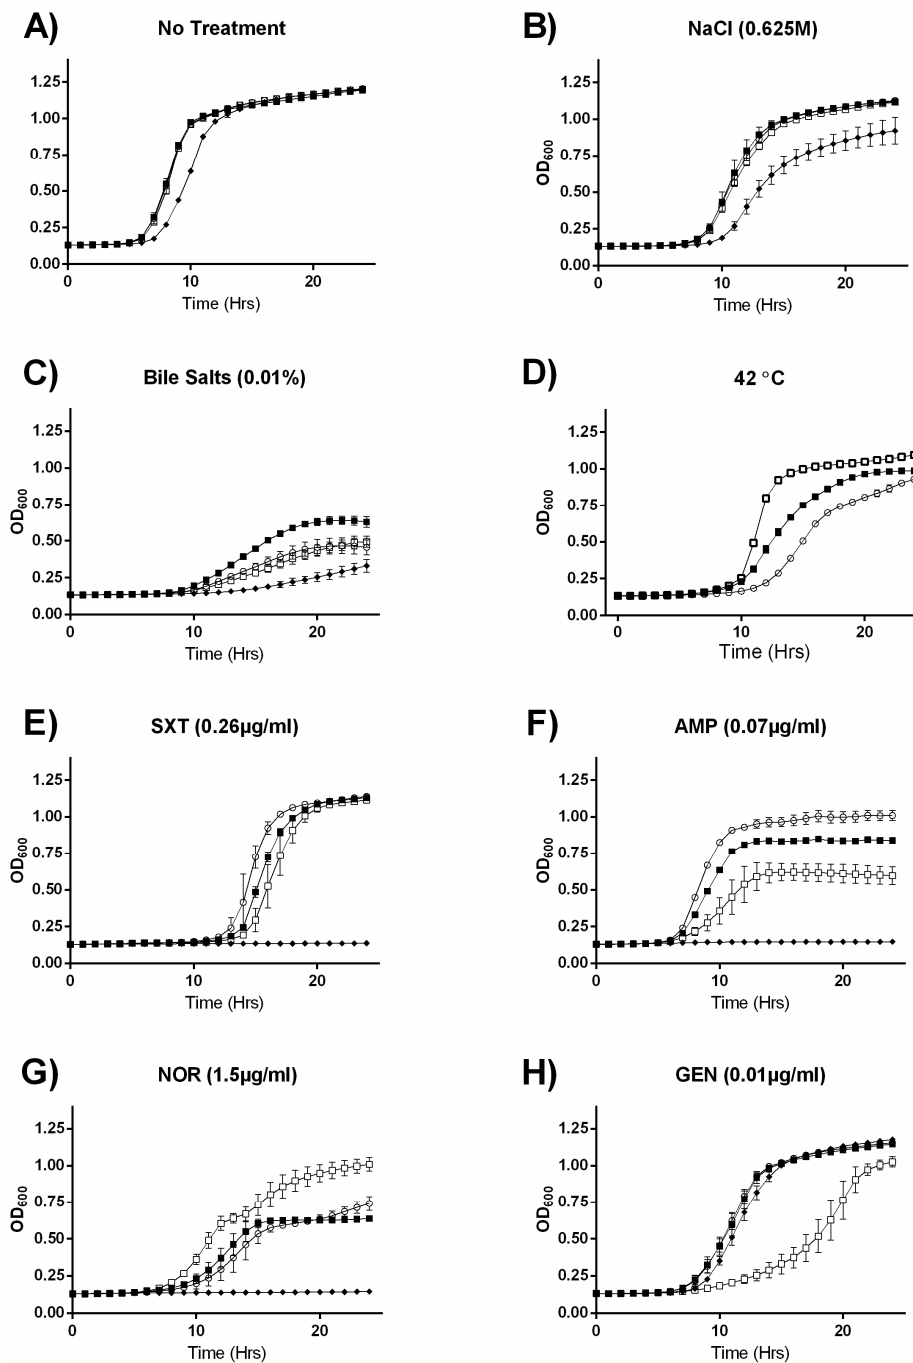 A) No Treatment
1.25
1.00
0.75
0.50
0.25
0.00
0 10 20
Time (Hrs)
B) NaCl (0.625M)
OD600
1.25
1.00
0.75
0.50
0.25
0.00
0 10 20
Time (Hrs)
C) Bile Salts (0.01%)
OD600
1.25
1.00
0.75
0.50
0.25
0.00
0 10 20
Time (Hrs)
D) 42 °C
OD600
1.25
1.00
0.75
0.50
0.25
0.00
0 10 20
Time (Hrs)
E) SXT (0.26µg/ml)
OD600
1.25
1.00
0.75
0.50
0.25
0.00
0 10 20
Time (Hrs)
F) AMP (0.07µg/ml)
OD600
1.25
1.00
0.75
0.50
0.25
0.00
0 10 20
Time (Hrs)
G) NOR (1.5µg/ml)
OD600
1.25
1.00
0.75
0.50
0.25
0.00
0 10 20
Time (Hrs)
H) GEN (0.01µg/ml)
OD600
1.25
1.00
0.75
0.50
0.25
0.00
0 10 20
Time (Hrs)